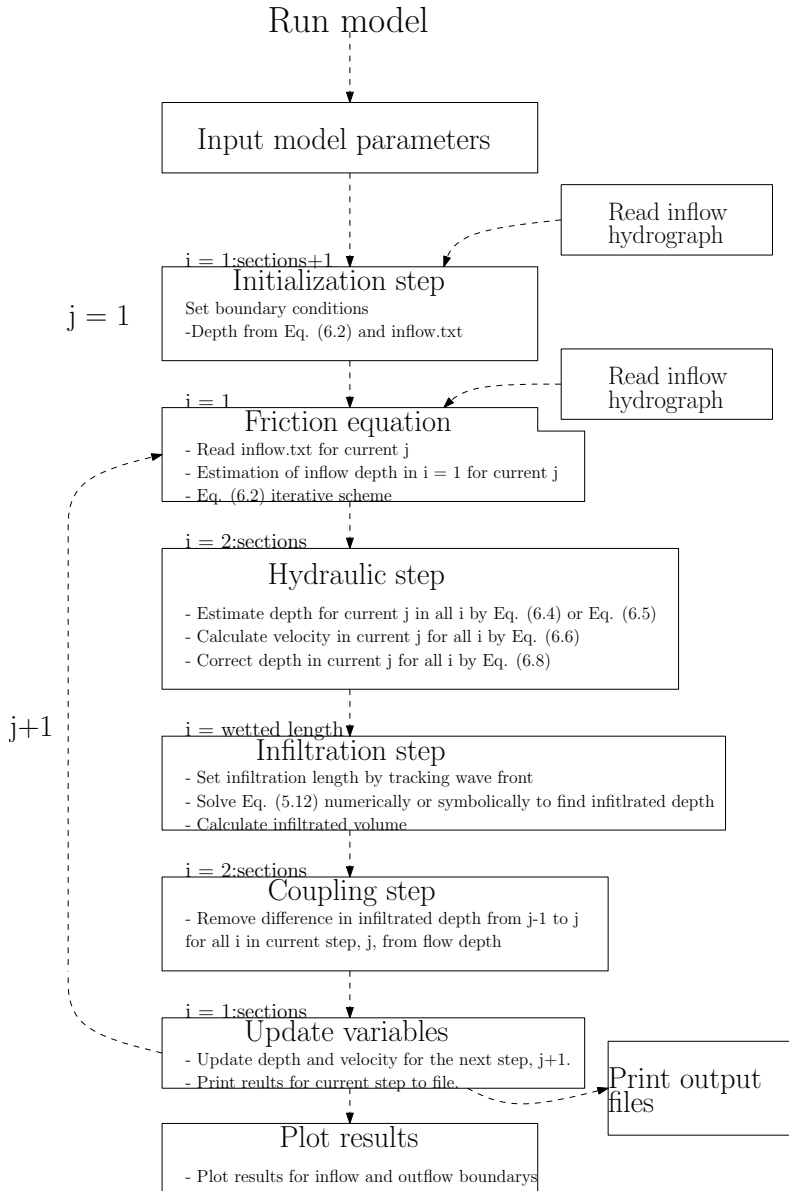 Run model
Input model parameters
Read inflow
hydrograph
i = 1:sections+1
Initialization step
Set boundary conditions
-Depth from Eq. (6.2) and inflow.txt
j = 1
Read inflow
hydrograph
i = 1
Friction equation
- Read inflow.txt for current j
- Estimation of inflow depth in i = 1 for current j
- Eq. (6.2) iterative scheme
i = 2:sections
Hydraulic step
- Estimate depth for current j in all i by Eq. (6.4) or Eq. (6.5)
- Calculate velocity in current j for all i by Eq. (6.6)
- Correct depth in current j for all i by Eq. (6.8)
j+1
i = wetted length
Infiltration step
- Set infiltration length by tracking wave front
- Solve Eq. (5.12) numerically or symbolically to find infitlrated depth
- Calculate infiltrated volume
i = 2:sections
Coupling step
- Remove difference in infiltrated depth from j-1 to j
for all i in current step, j, from flow depth
i = 1:sections
Update variables
- Update depth and velocity for the next step, j+1.
- Print reults for current step to file.
Print output
files
Plot results
- Plot results for inflow and outflow boundarys